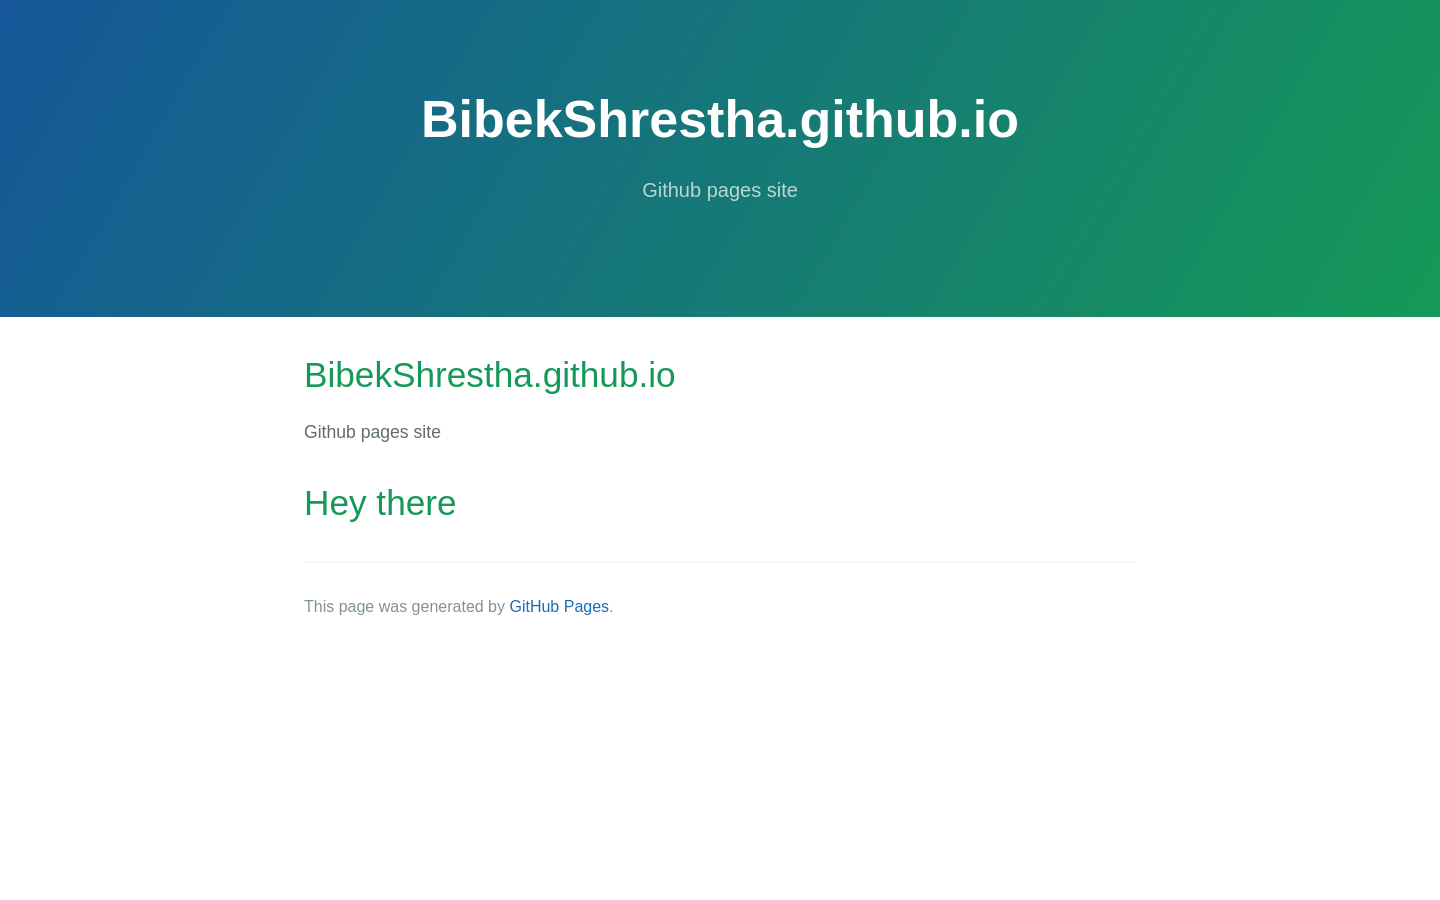 BibekShrestha.github.io
Github pages site
BibekShrestha.github.io
Github pages site
Hey there
This page was generated by GitHub Pages.